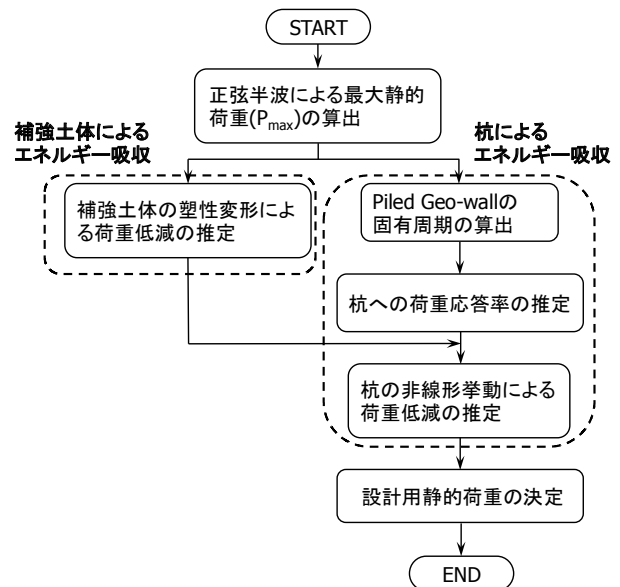 START
正弦半波による最大静的
荷重(Pmax)の算出
補強土体による
エネルギー吸収
杭による
エネルギー吸収
補強土体の塑性変形によ
る荷重低減の推定
Piled Geo-wallの
固有周期の算出
杭への荷重応答率の推定
杭の非線形挙動による
荷重低減の推定
設計用静的荷重の決定
END